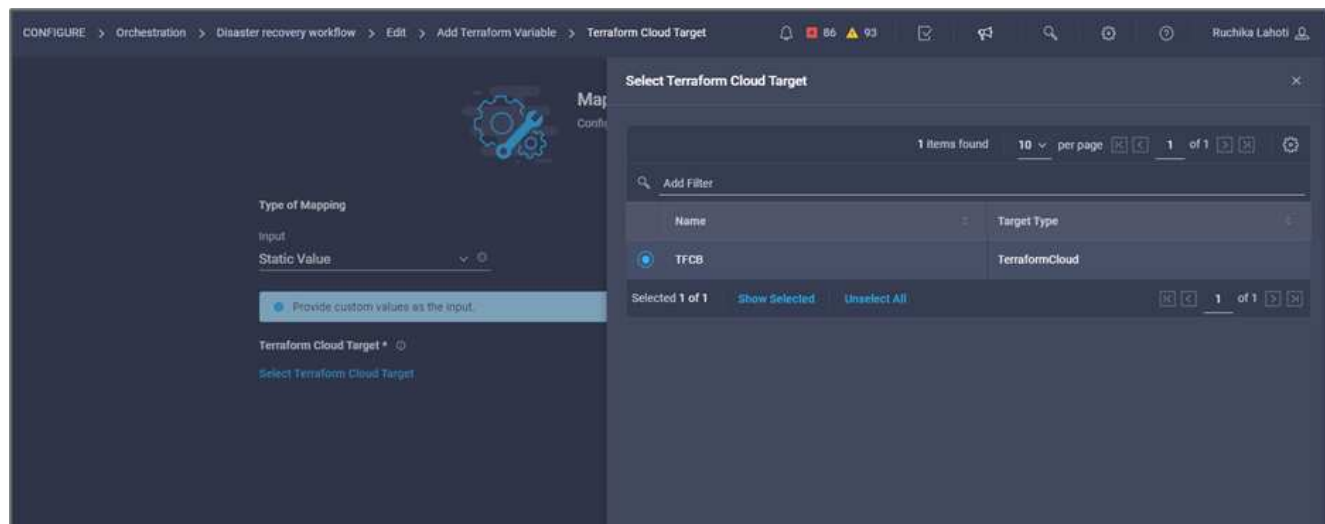 CONFIGURE > Orchestration > Disaster recovery workflow > Edit > Add Terraform Variable > Terraform Cloud Target 86 93 Ruchika Lahoti
Map
Confi
Type of Mapping
Input
Static Value
Provide custom values as the input.
Terraform Cloud Target *
Select Terraform Cloud Target
Select Terraform Cloud Target
1 items found 10 per page 1 of 1
Add Filter
Name Target Type
TFCB TerraformCloud
Selected 1 of 1 Show Selected Unselect All 1 of 1